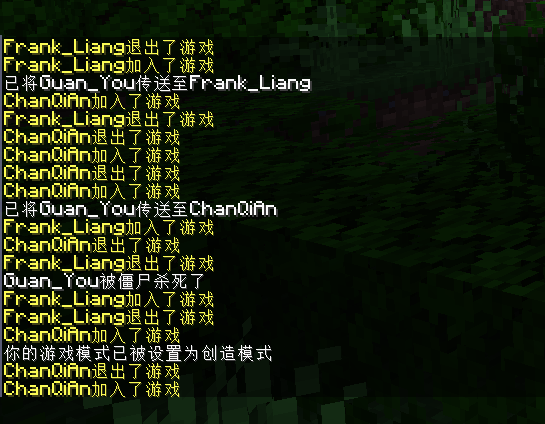 Frank_Liang退出了游戏
Frank_Liang加入了游戏
已将Guan_You传送至Frank_Liang
ChanQiAn加入了游戏
Frank_Liang退出了游戏
ChanQiAn退出了游戏
ChanQiAn加入了游戏
ChanQiAn退出了游戏
ChanQiAn加入了游戏
已将Guan_You传送至ChanQiAn
Frank_Liang加入了游戏
ChanQiAn退出了游戏
Frank_Liang退出了游戏
Guan_You被僵尸杀死了
Frank_Liang加入了游戏
Frank_Liang退出了游戏
ChanQiAn加入了游戏
你的游戏模式已被设置为创造模式
ChanQiAn退出了游戏
ChanQiAn加入了游戏